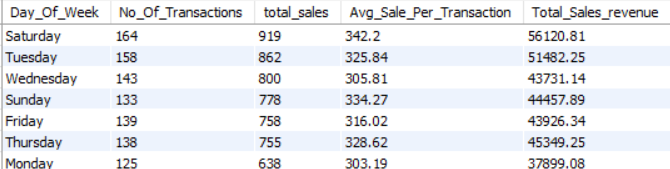 Day_Of_Week No_Of_Transactions total_sales Avg_Sale_Per_Transaction Total_Sales_revenue
Saturday 164 919 342.2 56120.81
Tuesday 158 862 325.84 51482.25
Wednesday 143 800 305.81 43731.14
Sunday 133 778 334.27 44457.89
Friday 139 758 316.02 43926.34
Thursday 138 755 328.62 45349.25
Monday 125 638 303.19 37899.08